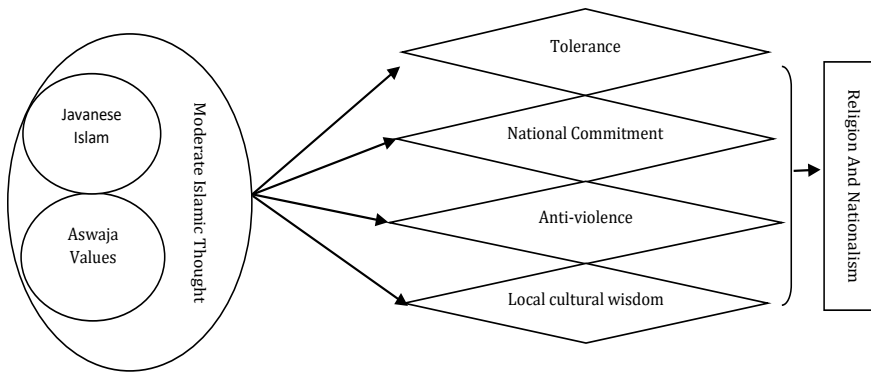 Javanese
Islam
Aswaja
Values
Moderate Islamic Thought
Tolerance
National Commitment
Anti-violence
Local cultural wisdom
Religion And Nationalism